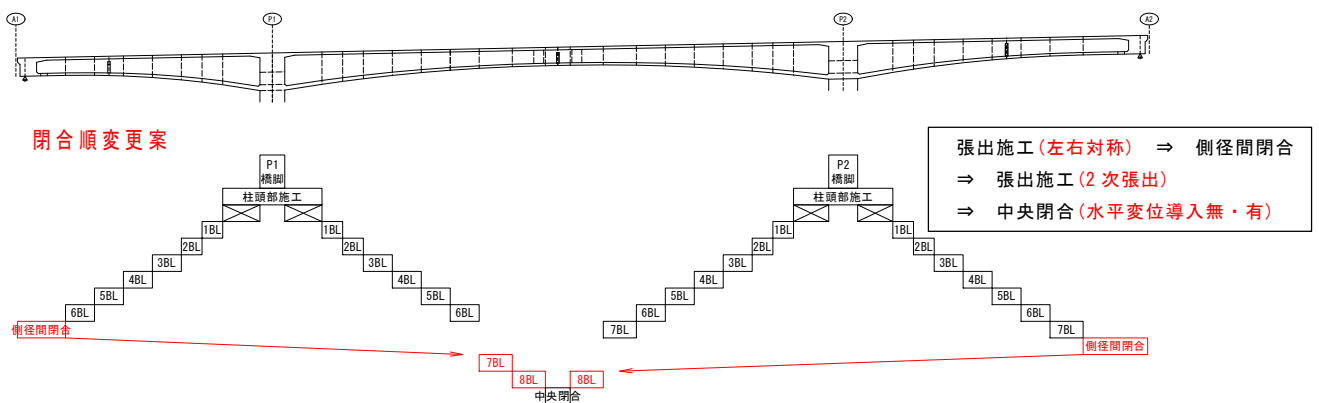 A1
P1
P2
A2
閉合順変更案
張出施工(左右対称) ⇒ 側径間閉合
⇒ 張出施工(2次張出)
⇒ 中央閉合(水平変位導入無・有)
P1
橋脚
P2
橋脚
柱頭部施工
柱頭部施工
1BL
1BL
1BL
1BL
2BL
2BL
2BL
2BL
3BL
3BL
3BL
3BL
4BL
4BL
4BL
4BL
5BL
5BL
5BL
5BL
6BL
6BL
6BL
6BL
側径間閉合
7BL
7BL
側径間閉合
7BL
8BL
8BL
中央閉合